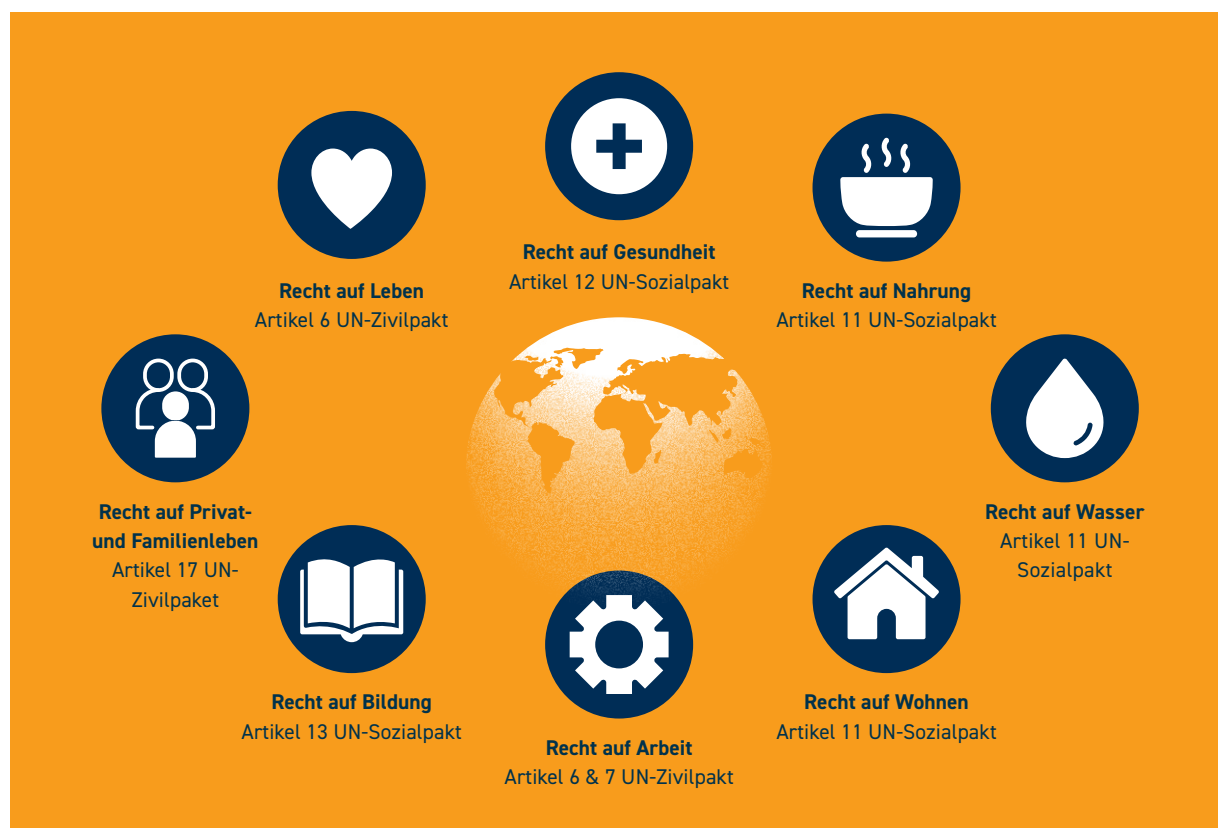 Recht auf Gesundheit
Artikel 12 UN-Sozialpakt
Recht auf Leben
Artikel 6 UN-Zivilpakt
Recht auf Nahrung
Artikel 11 UN-Sozialpakt
Recht auf Privat-
und Familienleben
Artikel 17 UN-
Zivilpaket
Recht auf Wasser
Artikel 11 UN-
Sozialpakt
Recht auf Bildung
Artikel 13 UN-Sozialpakt
Recht auf Wohnen
Artikel 11 UN-Sozialpakt
Recht auf Arbeit
Artikel 6 & 7 UN-Zivilpakt